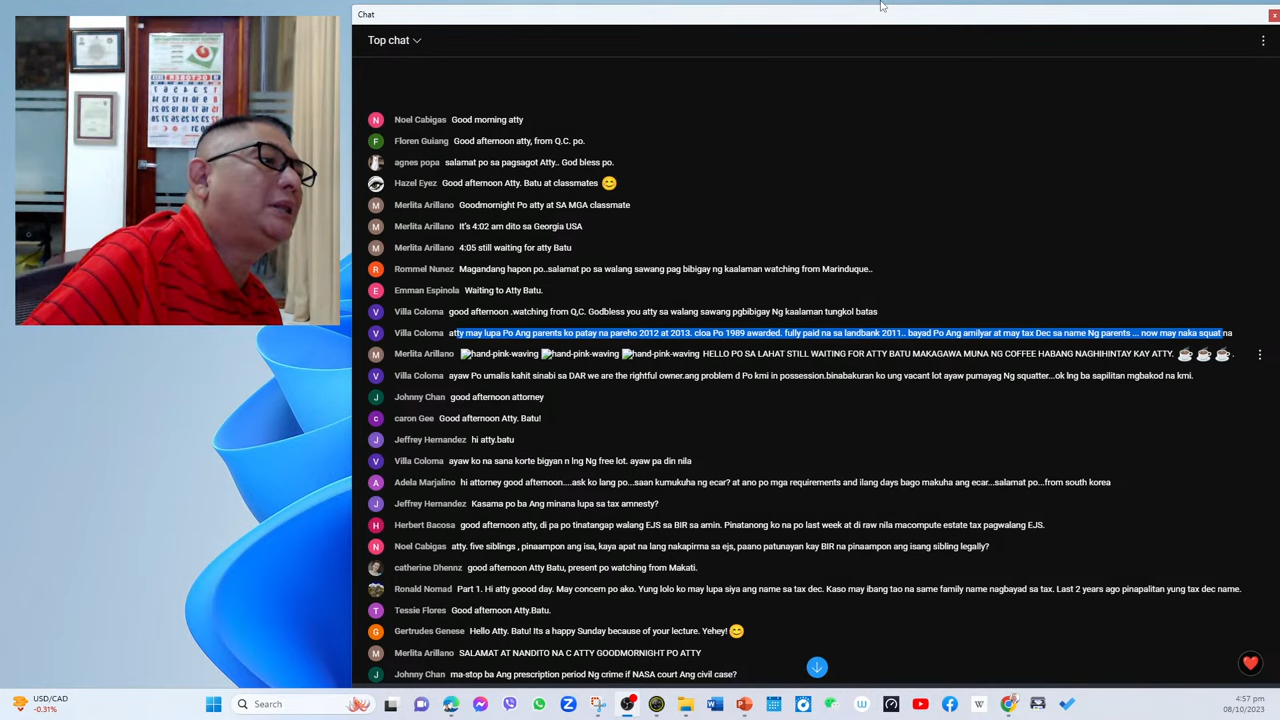 Chat
Top chat
OCTOBER
N Noel Cabigas Good morning atty
F Floren Guiang Good afternoon atty, from Q.C. po.
agnes popa salamat po sa pagsagot Atty.. God bless po.
Hazel Eyez Good afternoon Atty. Batu at classmates 😊
M Merlita Arillano Goodmornight Po atty at SA MGA classmate
M Merlita Arillano It's 4:02 am dito sa Georgia USA
M Merlita Arillano 4:05 still waiting for atty Batu
R Rommel Nunez Magandang hapon po..salamat po sa walang sawang pag bibigay ng kaalaman watching from Marinduque..
E Emman Espinola Waiting to Atty Batu.
V Villa Coloma good afternoon .watching from Q,C. Godbless you atty sa walang sawang pgbibigay Ng kaalaman tungkol batas
V Villa Coloma atty may lupa Po Ang parents ko patay na pareho 2012 at 2013. cloa Po 1989 awarded. fully paid na sa landbank 2011.. bayad Po Ang amilyar at may tax Dec sa name Ng parents ... now may naka squat na
M Merlita Arillano hand-pink-waving hand-pink-waving hand-pink-waving HELLO PO SA LAHAT STILL WAITING FOR ATTY BATU MAKAGAWA MUNA NG COFFEE HABANG NAGHIHINTAY KAY ATTY. ☕ ☕ ☕ .
V Villa Coloma ayaw Po umalis kahit sinabi sa DAR we are the rightful owner.ang problem d Po kmi in possession.binabakuran ko ung vacant lot ayaw pumayag Ng squatter...ok lng ba sapilitan mgbakod na kmi.
J Johnny Chan good afternoon attorney
c caron Gee Good afternoon Atty. Batu!
J Jeffrey Hernandez hi atty.batu
V Villa Coloma ayaw ko na sana korte bigyan n lng Ng free lot. ayaw pa din nila
A Adela Marjalino hi attorney good afternoon....ask ko lang po...saan kumukuha ng ecar? at ano po mga requirements and ilang days bago makuha ang ecar...salamat po...from south korea
J Jeffrey Hernandez Kasama po ba Ang minana lupa sa tax amnesty?
H Herbert Bacosa good afternoon atty, di pa po tinatangap walang EJS sa BIR sa amin. Pinatanong ko na po last week at di raw nila macompute estate tax pagwalang EJS.
N Noel Cabigas atty. five siblings , pinaampon ang isa, kaya apat na lang nakapirma sa ejs, paano patunayan kay BIR na pinaampon ang isang sibling legally?
catherine Dhennz good afternoon Atty Batu, present po watching from Makati.
Ronald Nomad Part 1. Hi atty goood day. May concern po ako. Yung lolo ko may lupa siya ang name sa tax dec. Kaso may ibang tao na same family name nagbayad sa tax. Last 2 years ago pinapalitan yung tax dec name.
T Tessie Flores Good afternoon Atty.Batu.
G Gertrudes Genese Hello Atty. Batu! Its a happy Sunday because of your lecture. Yehey! 😊
M Merlita Arillano SALAMAT AT NANDITO NA C ATTY GOODMORNIGHT PO ATTY
J Johnny Chan ma-stop ba Ang prescription period Ng crime if NASA court Ang civil case?
USD/CAD
-0.31%
Search
4:57 pm
08/10/2023